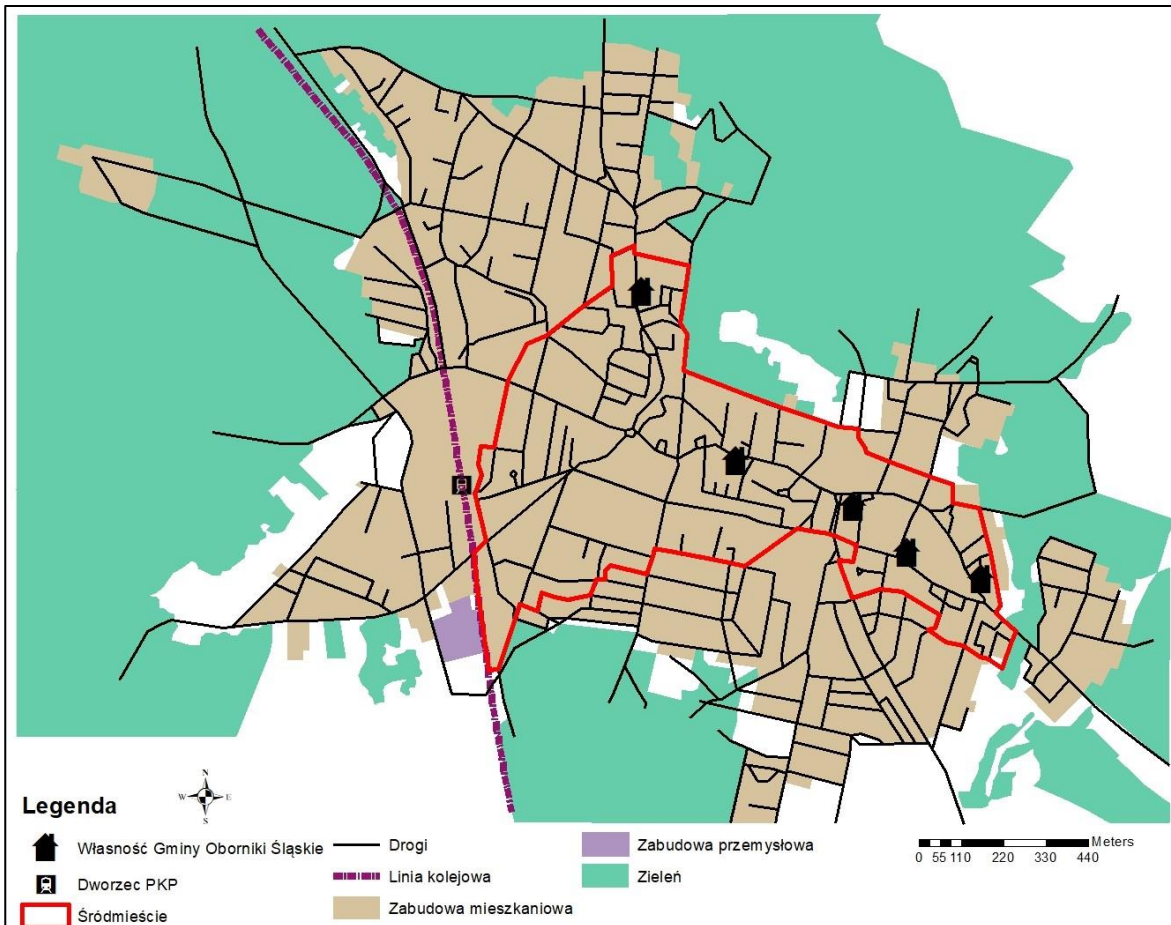 Legenda
N
W E
S
Własność Gminy Oborniki Śląskie
Dworzec PKP
Śródmieście
Drogi
Linia kolejowa
Zabudowa mieszkaniowa
Zabudowa przemysłowa
Zieleń
Meters
0 55 110 220 330 440